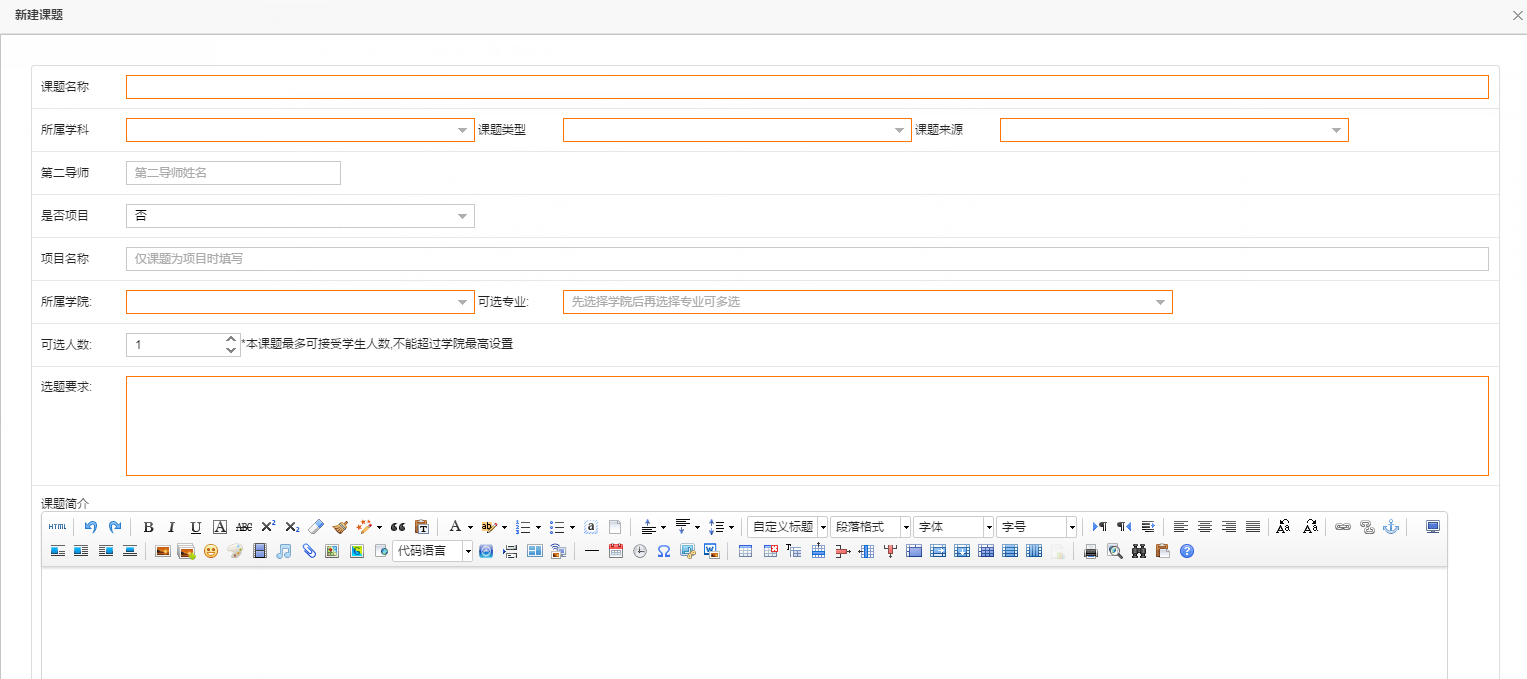 新建课题
课题名称
所属学科 课题类型 课题来源
第二导师 第二导师姓名
是否项目 否
项目名称 仅课题为项目时填写
所属学院: 可选专业: 先选择学院后再选择专业可多选
可选人数: 1 *本课题最多可接受学生人数,不能超过学院最高设置
选题要求:
课题简介
HTML B I U A ABC X² X₂ A ab a 自定义标题 段落格式 字体 字号
代码语言